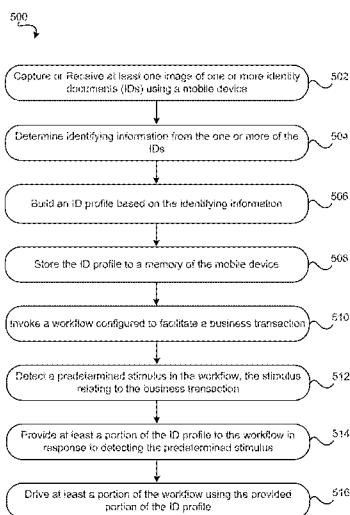 500
Capture or Receive at least one image of one or more identity
documents (IDs) using a mobile device
502
Determine identifying information from the one or more of the
IDs
504
Build an ID profile based on the identifying information
506
Store the ID profile to a memory of the mobile device
508
Invoke a workflow configured to facilitate a business transaction
510
Detect a predetermined stimulus in the workflow, the stimulus
relating to the business transaction
512
Provide at least a portion of the ID profile to the workflow in
response to detecting the predetermined stimulus
514
Drive at least a portion of the workflow using the provided
portion of the ID profile
516